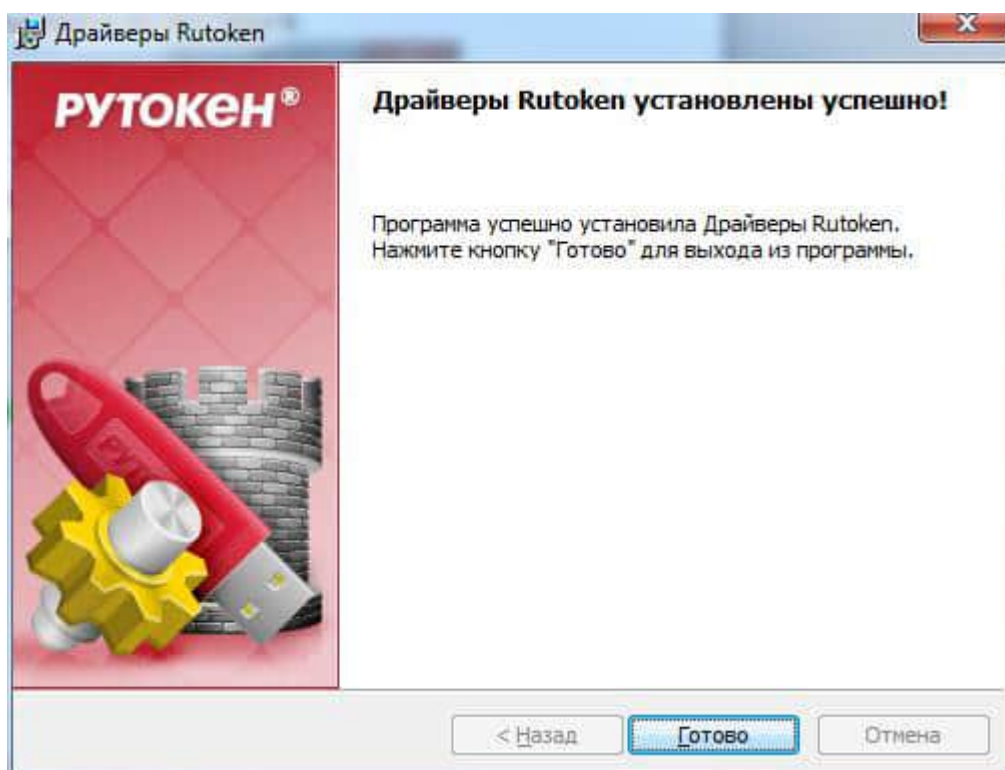 Драйверы Rutoken
РУТОКЕН®
Драйверы Rutoken установлены успешно!
Программа успешно установила Драйверы Rutoken.
Нажмите кнопку "Готово" для выхода из программы.
< Назад
Готово
Отмена